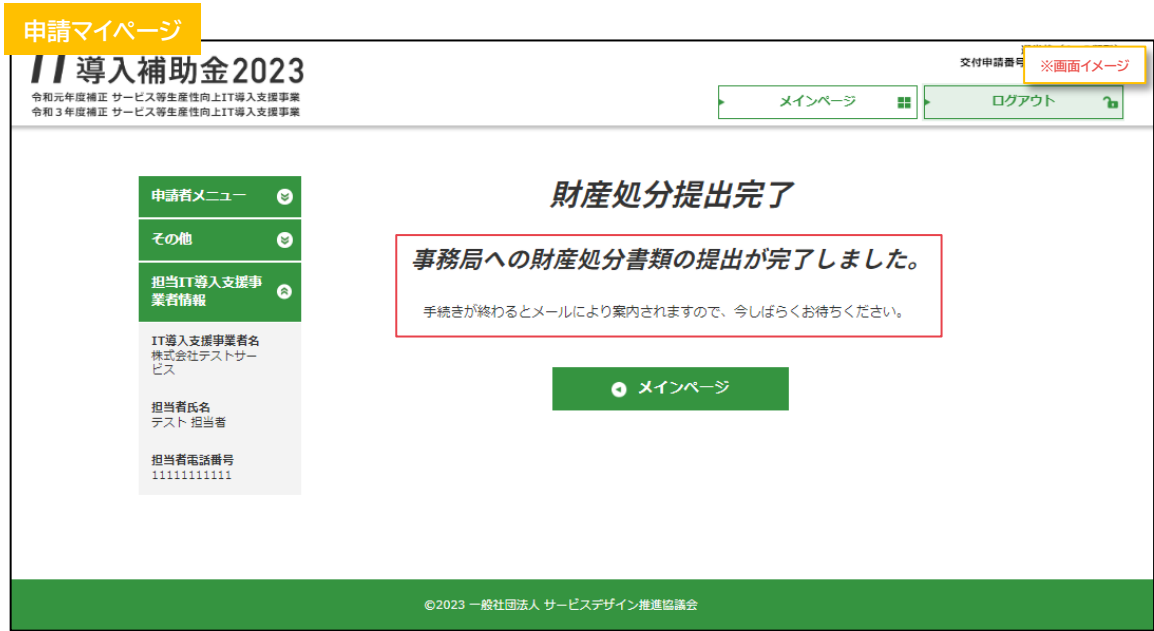 申請マイページ
IT導入補助金2023
令和元年度補正 サービス等生産性向上IT導入支援事業
令和3年度補正 サービス等生産性向上IT導入支援事業
交付申請番号
※画面イメージ
メインページ
ログアウト
申請者メニュー
その他
担当IT導入支援事
業者情報
IT導入支援事業者名
株式会社テストサー
ビス
担当者氏名
テスト 担当者
担当者電話番号
11111111111
財産処分提出完了
事務局への財産処分書類の提出が完了しました。
手続きが終わるとメールにより案内されますので、今しばらくお待ちください。
メインページ
©2023 一般社団法人 サービスデザイン推進協議会